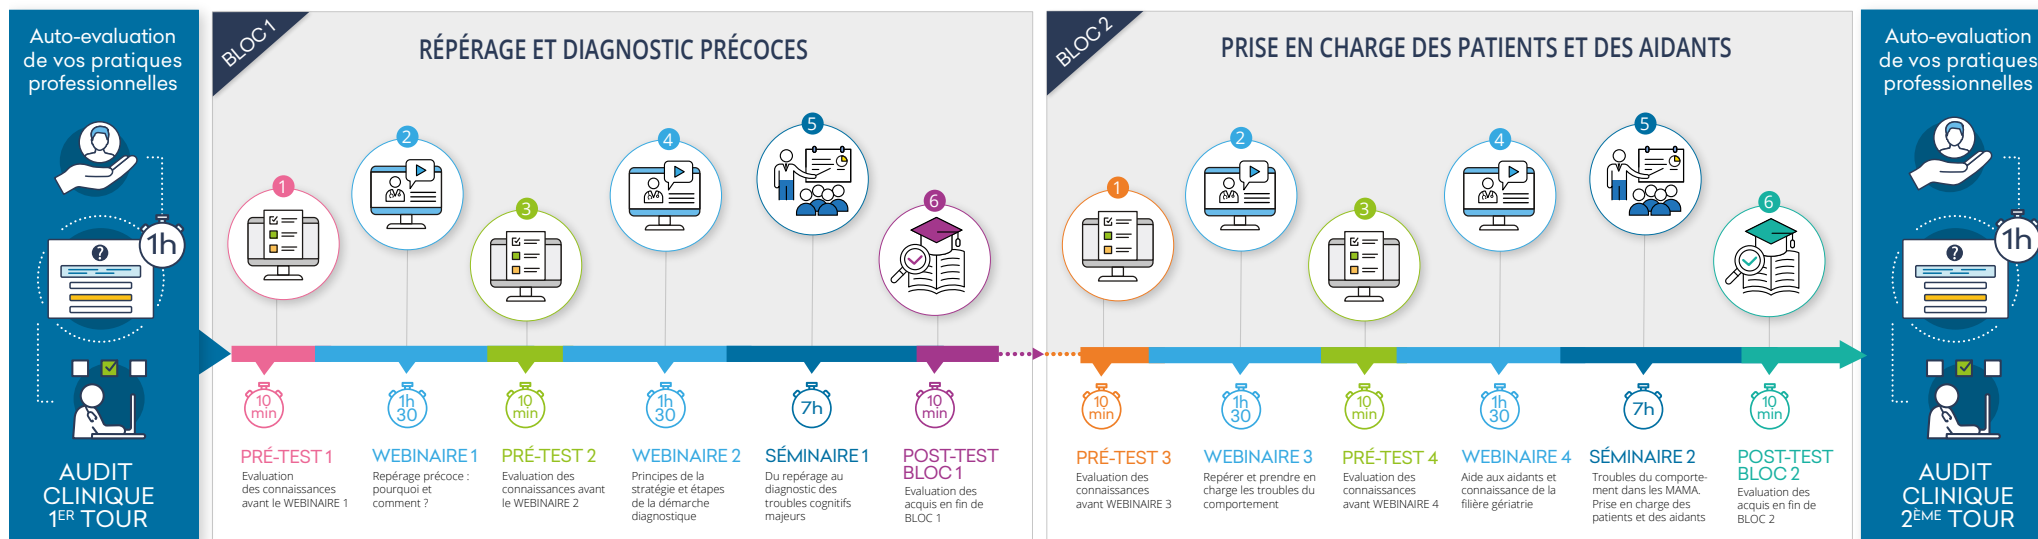 Auto-evaluation
de vos pratiques
professionnelles
1h
AUDIT
CLINIQUE
1ER TOUR
BLOC 1
RÉPÉRAGE ET DIAGNOSTIC PRÉCOCES
1
2
3
4
5
6
10
min
1h
30
10
min
1h
30
7h
10
min
PRÉ-TEST 1
Evaluation
des connaissances
avant le WEBINAIRE 1
WEBINAIRE 1
Repérage précoce :
pourquoi et
comment ?
PRÉ-TEST 2
Evaluation des
connaissances avant
le WEBINAIRE 2
WEBINAIRE 2
Principes de la
stratégie et étapes
de la démarche
diagnostique
SÉMINAIRE 1
Du repérage au
diagnostic des
troubles cognitifs
majeurs
POST-TEST
BLOC 1
Evaluation des
acquis en fin de
BLOC 1
BLOC 2
PRISE EN CHARGE DES PATIENTS ET DES AIDANTS
1
2
3
4
5
6
10
min
1h
30
10
min
1h
30
7h
10
min
PRÉ-TEST 3
Evaluation des
connaissances
avant WEBINAIRE 3
WEBINAIRE 3
Repérer et prendre en
charge les troubles du
comportement
PRÉ-TEST 4
Evaluation des
connaissances
avant WEBINAIRE 4
WEBINAIRE 4
Aide aux aidants et
connaissance de la
filière gériatrie
SÉMINAIRE 2
Troubles du comporte-
ment dans les MAMA.
Prise en charge des
patients et des aidants
POST-TEST
BLOC 2
Evaluation des
acquis en fin de
BLOC 2
Auto-evaluation
de vos pratiques
professionnelles
1h
AUDIT
CLINIQUE
2ÈME TOUR